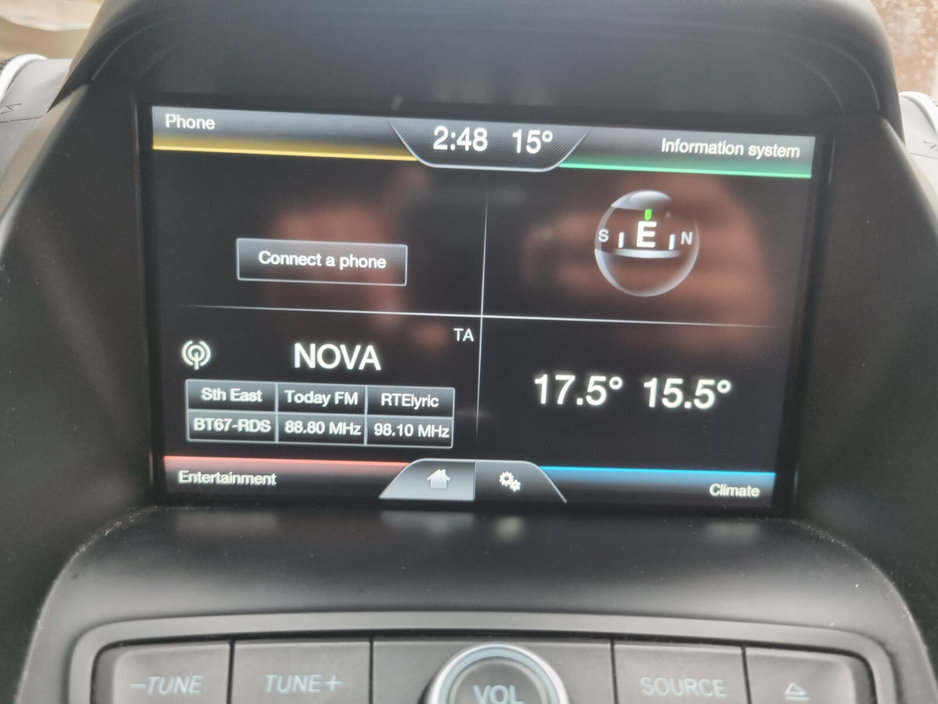 Phone
2:48 15°
Information system
Connect a phone
S E N
TA
NOVA
Sth East Today FM RTElyric
BT67-RDS 88.80 MHz 98.10 MHz
17.5° 15.5°
Entertainment
Climate
–TUNE TUNE+ VOL SOURCE